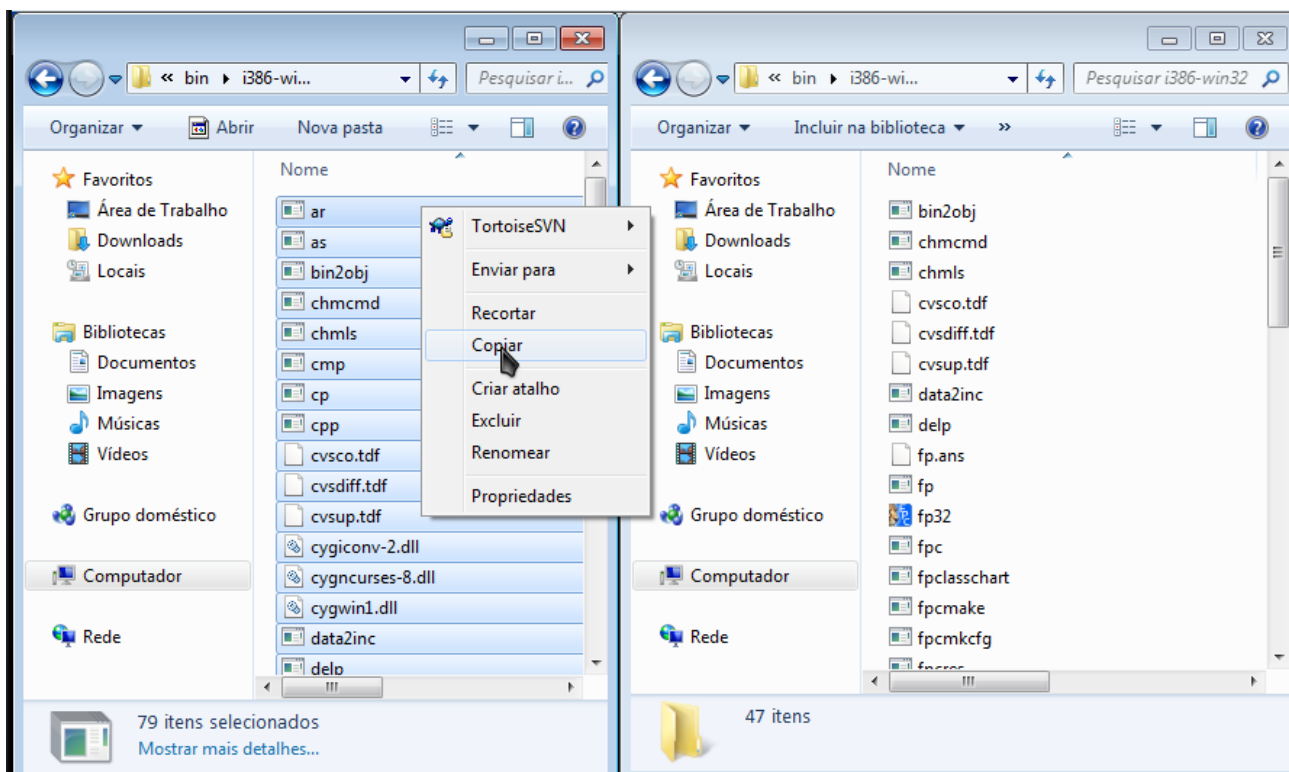 « bin ▸ i386-wi...
Pesquisar i...
Organizar
Abrir
Nova pasta
Favoritos
Área de Trabalho
Downloads
Locais
Bibliotecas
Documentos
Imagens
Músicas
Vídeos
Grupo doméstico
Computador
Rede
Nome
ar
as
bin2obj
chmcmd
chmls
cmp
cp
cpp
cvsco.tdf
cvsdiff.tdf
cvsup.tdf
cygiconv-2.dll
cygncurses-8.dll
cygwin1.dll
data2inc
delp
TortoiseSVN
Enviar para
Recortar
Copiar
Criar atalho
Excluir
Renomear
Propriedades
79 itens selecionados
Mostrar mais detalhes...
« bin ▸ i386-wi...
Pesquisar i386-win32
Organizar
Incluir na biblioteca
»
Favoritos
Área de Trabalho
Downloads
Locais
Bibliotecas
Documentos
Imagens
Músicas
Vídeos
Grupo doméstico
Computador
Rede
Nome
bin2obj
chmcmd
chmls
cvsco.tdf
cvsdiff.tdf
cvsup.tdf
data2inc
delp
fp.ans
fp
fp32
fpc
fpclasschart
fpcmake
fpcmkcfg
fpcres
47 itens